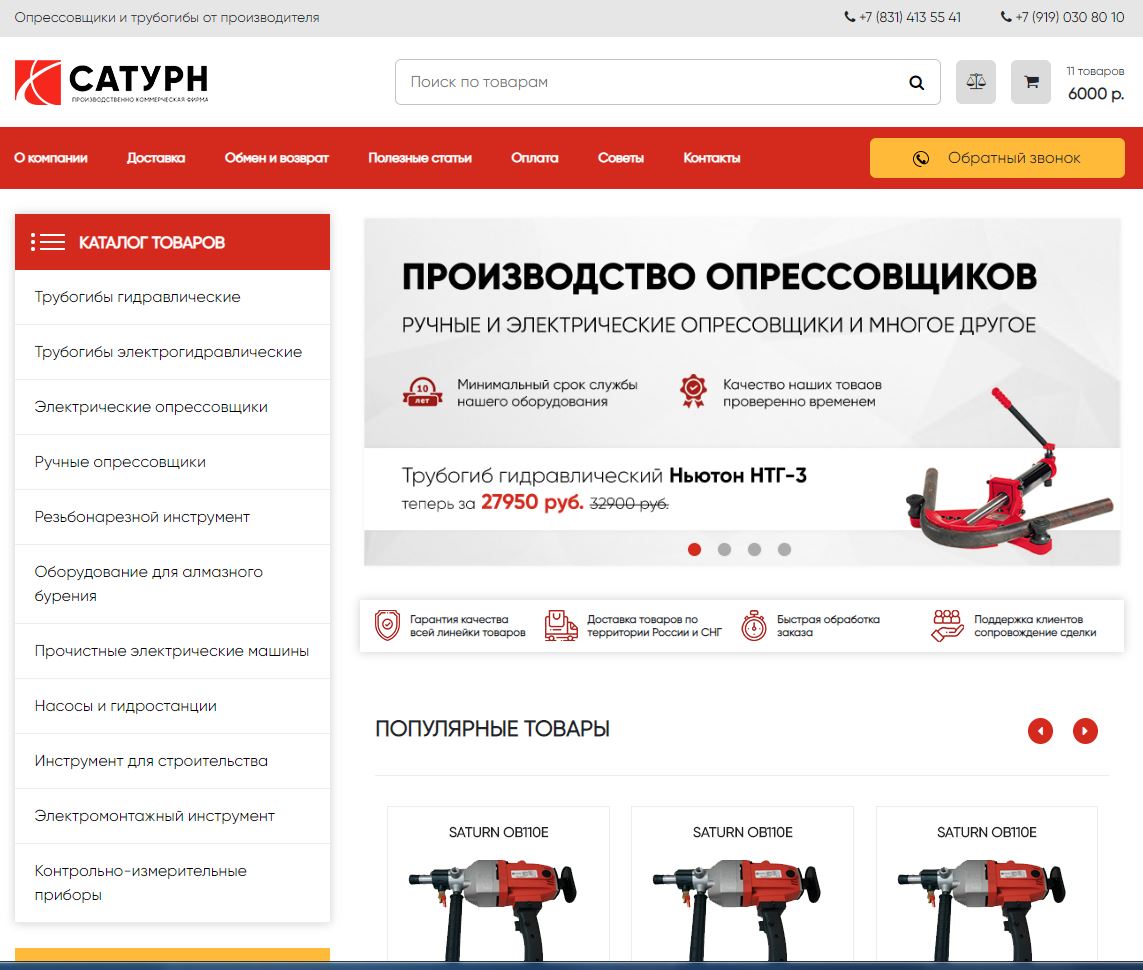 Опрессовщики и трубогибы от производителя
+7 (831) 413 55 41
+7 (919) 030 80 10
САТУРН
ПРОИЗВОДСТВЕННО КОММЕРЧЕСКАЯ ФИРМА
Поиск по товарам
11 товаров
6000 р.
О компании
Доставка
Обмен и возврат
Полезные статьи
Оплата
Советы
Контакты
Обратный звонок
КАТАЛОГ ТОВАРОВ
Трубогибы гидравлические
Трубогибы электрогидравлические
Электрические опрессовщики
Ручные опрессовщики
Резьбонарезной инструмент
Оборудование для алмазного
бурения
Прочистные электрические машины
Насосы и гидростанции
Инструмент для строительства
Электромонтажный инструмент
Контрольно-измерительные
приборы
ПРОИЗВОДСТВО ОПРЕССОВЩИКОВ
РУЧНЫЕ И ЭЛЕКТРИЧЕСКИЕ ОПРЕСОВЩИКИ И МНОГОЕ ДРУГОЕ
10
лет
Минимальный срок службы
нашего оборудования
Качество наших товаов
проверенно временем
Трубогиб гидравлический Ньютон НТГ-3
теперь за 27950 руб. 32900 руб.
Гарантия качества
всей линейки товаров
Доставка товаров по
территории России и СНГ
Быстрая обработка
заказа
Поддержка клиентов
сопровождение сделки
ПОПУЛЯРНЫЕ ТОВАРЫ
SATURN OB110E
SATURN OB110E
SATURN OB110E